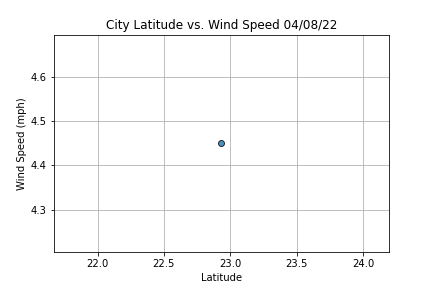 City Latitude vs. Wind Speed 04/08/22
4.6
4.5
4.4
4.3
Wind Speed (mph)
22.0 22.5 23.0 23.5 24.0
Latitude